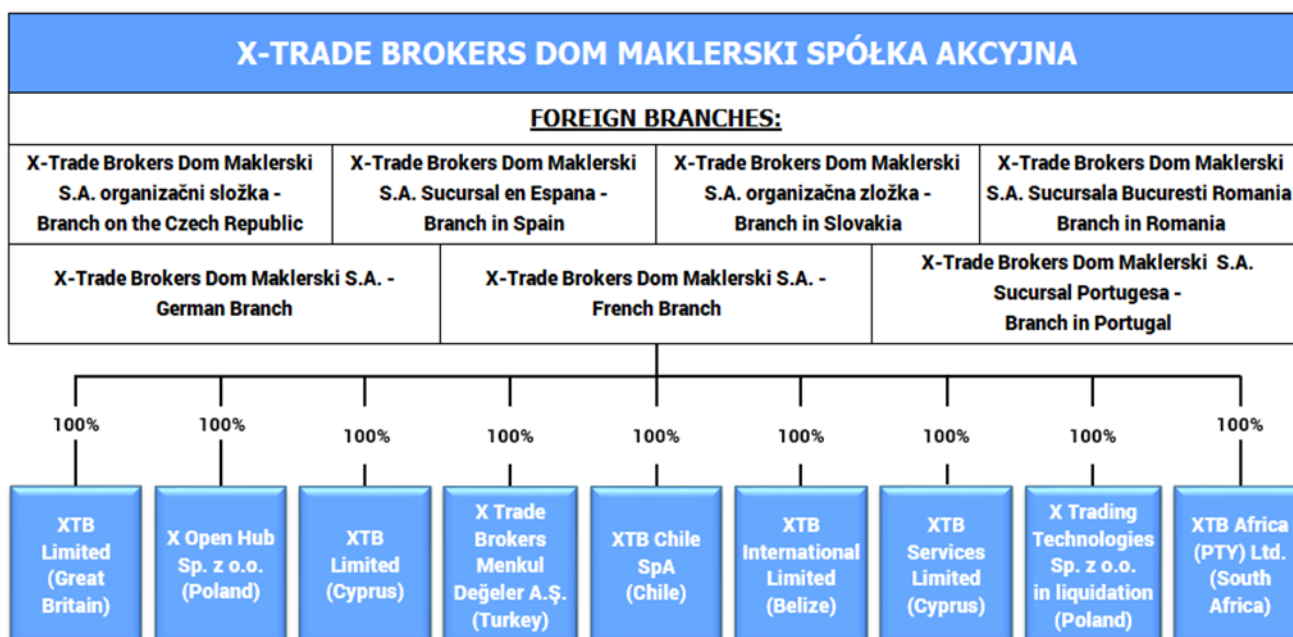 X-TRADE BROKERS DOM MAKLERSKI SPÓŁKA AKCYJNA
FOREIGN BRANCHES:
X-Trade Brokers Dom Maklerski
S.A. organizačni složka -
Branch on the Czech Republic
X-Trade Brokers Dom Maklerski
S.A. Sucursal en Espana -
Branch in Spain
X-Trade Brokers Dom Maklerski
S.A. organizačna zložka -
Branch in Slovakia
X-Trade Brokers Dom Maklerski
S.A. Sucursala Bucuresti Romania
Branch in Romania
X-Trade Brokers Dom Maklerski S.A. -
German Branch
X-Trade Brokers Dom Maklerski S.A. -
French Branch
X-Trade Brokers Dom Maklerski S.A.
Sucursal Portugesa -
Branch in Portugal
100%
100%
100%
100%
100%
100%
100%
100%
100%
XTB
Limited
(Great
Britain)
X Open Hub
Sp. z o.o.
(Poland)
XTB
Limited
(Cyprus)
X Trade
Brokers
Menkul
Değeler A.Ş.
(Turkey)
XTB Chile
SpA
(Chile)
XTB
International
Limited
(Belize)
XTB
Services
Limited
(Cyprus)
X Trading
Technologies
Sp. z o.o.
in liquidation
(Poland)
XTB Africa
(PTY) Ltd.
(South
Africa)